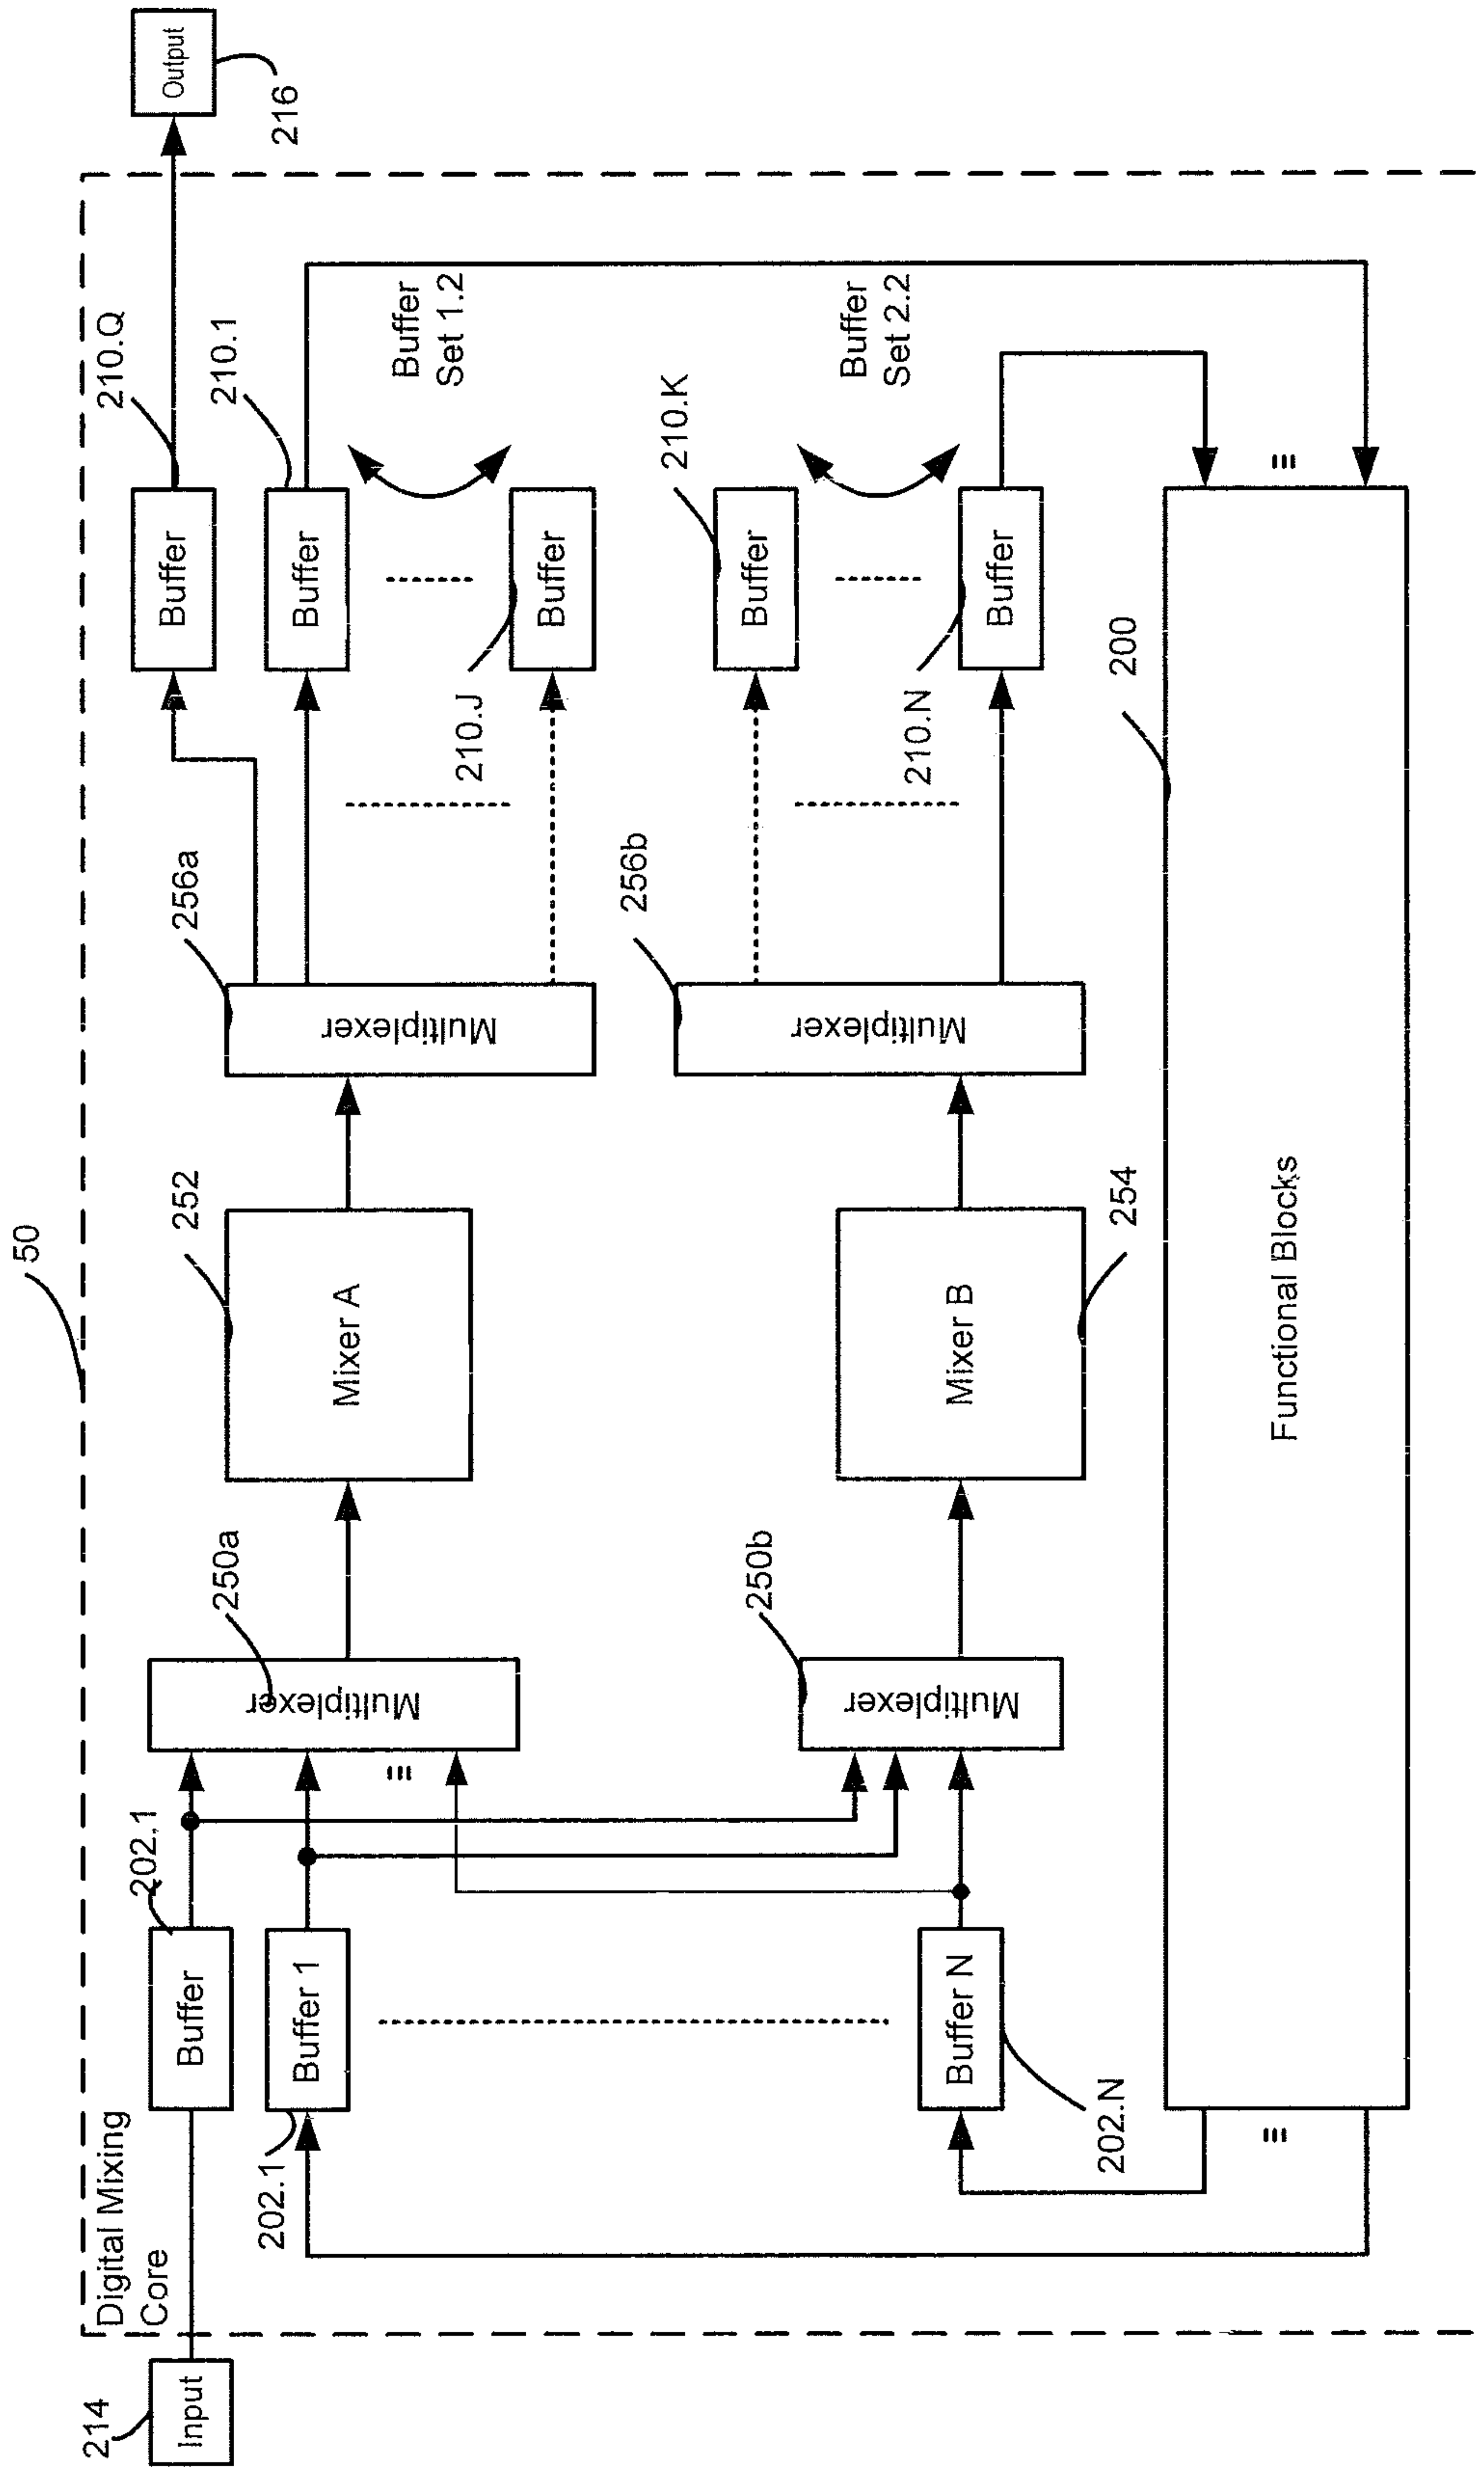 50
Digital Mixing
Core
214
Input
Buffer
202.1
Buffer 1
202.1
Buffer N
202.N
Multiplexer
250a
Multiplexer
250b
Mixer A
252
Mixer B
254
Multiplexer
256a
Multiplexer
256b
Buffer
210.Q
Buffer
210.1
Buffer
210.J
Buffer
210.K
Buffer
210.N
Buffer
Set 1.2
Buffer
Set 2.2
Output
216
Functional Blocks
200